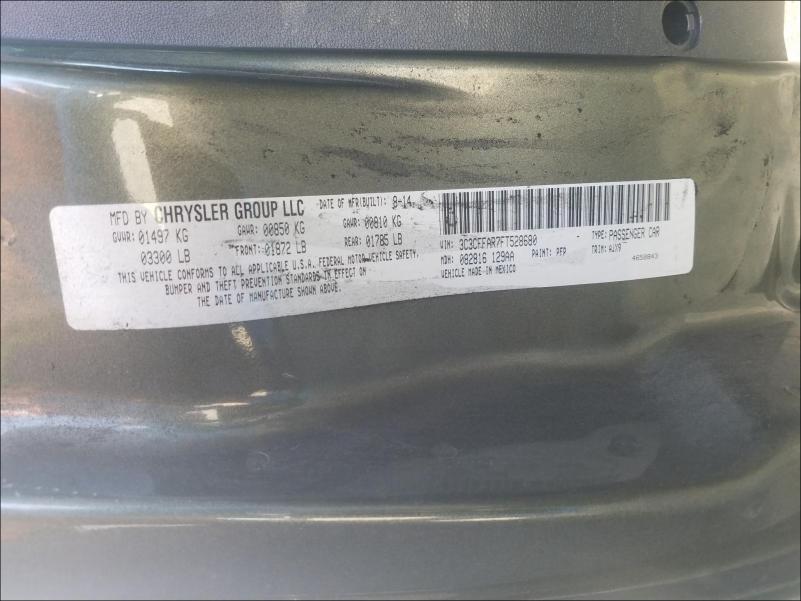 MFD BY CHRYSLER GROUP LLC
DATE OF MFR(BUILT): 8-14
GVWR: 01497 KG GAWR: 00850 KG GAWR: 00810 KG
03300 LB FRONT: 01872 LB REAR: 01785 LB
THIS VEHICLE CONFORMS TO ALL APPLICABLE U.S.A. FEDERAL MOTOR VEHICLE SAFETY,
BUMPER AND THEFT PREVENTION STANDARDS IN EFFECT ON
THE DATE OF MANUFACTURE SHOWN ABOVE.
VIN: 3C3CFFAR7FT528680 TYPE: PASSENGER CAR
MDH: 082816 129AA PAINT: PFP TRIM: AJX9
VEHICLE MADE-IN MEXICO 4658843